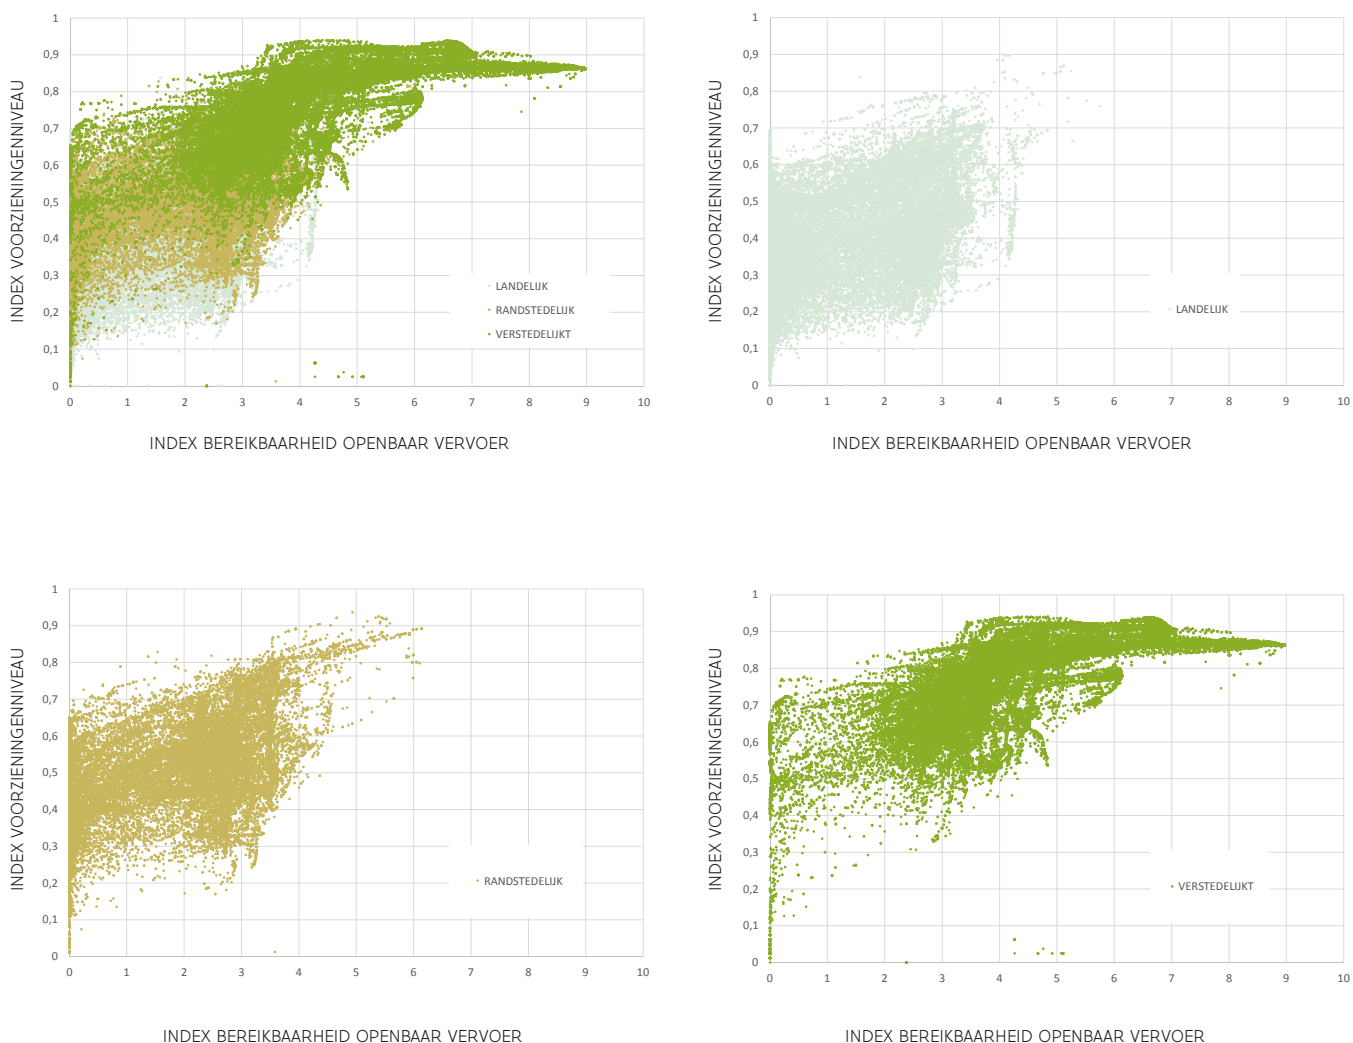 INDEX VOORZIENINGENNIVEAU
1
0,9
0,8
0,7
0,6
0,5
0,4
0,3
0,2
0,1
0
0 1 2 3 4 5 6 7 8 9 10
LANDELIJK
RANDSTEDELIJK
VERSTEDELIJKT
INDEX BEREIKBAARHEID OPENBAAR VERVOER
INDEX VOORZIENINGENNIVEAU
1
0,9
0,8
0,7
0,6
0,5
0,4
0,3
0,2
0,1
0
0 1 2 3 4 5 6 7 8 9 10
LANDELIJK
INDEX BEREIKBAARHEID OPENBAAR VERVOER
INDEX VOORZIENINGENNIVEAU
1
0,9
0,8
0,7
0,6
0,5
0,4
0,3
0,2
0,1
0
0 1 2 3 4 5 6 7 8 9 10
RANDSTEDELIJK
INDEX BEREIKBAARHEID OPENBAAR VERVOER
INDEX VOORZIENINGENNIVEAU
1
0,9
0,8
0,7
0,6
0,5
0,4
0,3
0,2
0,1
0
0 1 2 3 4 5 6 7 8 9 10
VERSTEDELIJKT
INDEX BEREIKBAARHEID OPENBAAR VERVOER